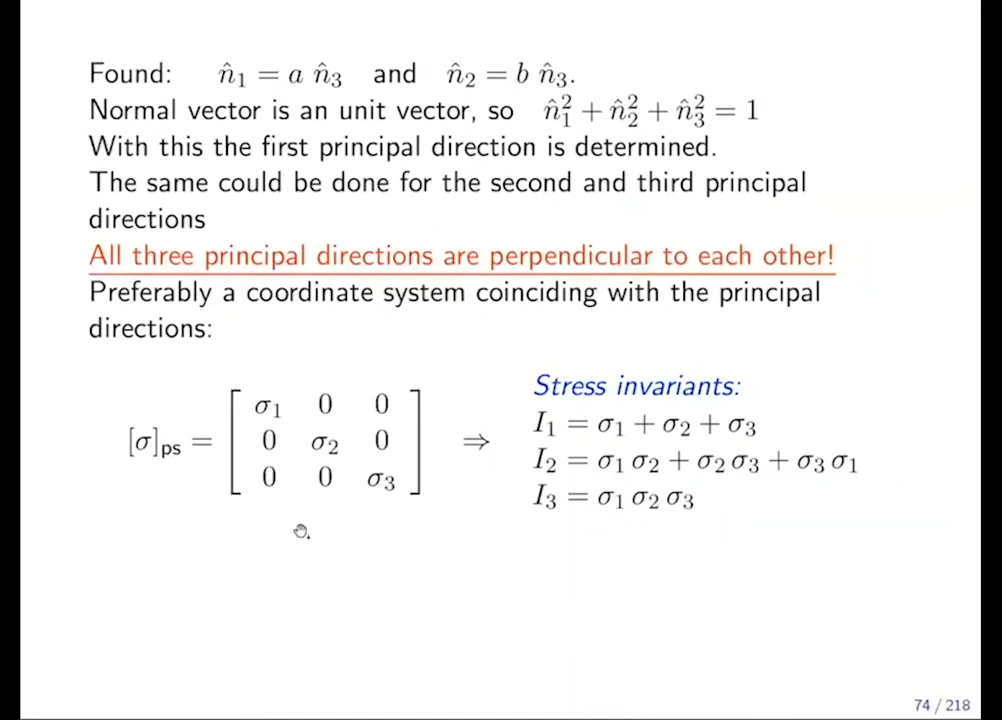 Found: n̂₁ = a n̂₃ and n̂₂ = b n̂₃.
Normal vector is an unit vector, so n̂₁² + n̂₂² + n̂₃² = 1
With this the first principal direction is determined.
The same could be done for the second and third principal
directions
All three principal directions are perpendicular to each other!
Preferably a coordinate system coinciding with the principal
directions:
[σ]ps = [ σ₁ 0 0
0 σ₂ 0
0 0 σ₃ ] ⇒
Stress invariants:
I₁ = σ₁ + σ₂ + σ₃
I₂ = σ₁ σ₂ + σ₂ σ₃ + σ₃ σ₁
I₃ = σ₁ σ₂ σ₃
74 / 218